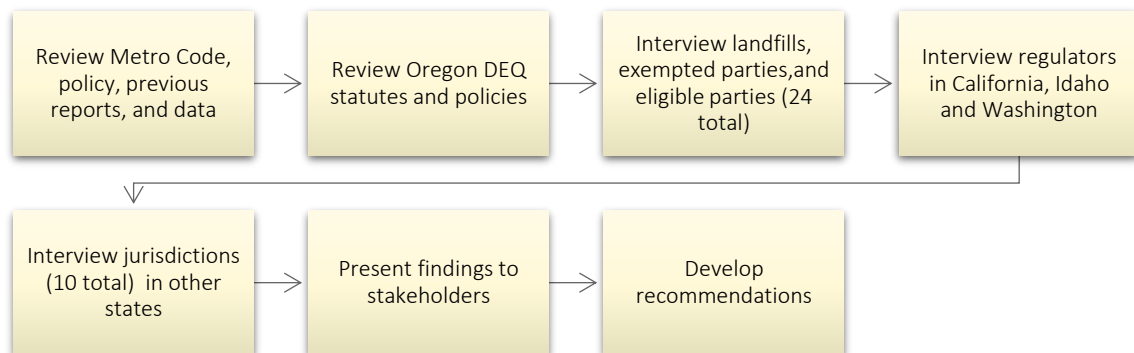 Review Metro Code,
policy, previous
reports, and data
Review Oregon DEQ
statutes and policies
Interview landfills,
exempted parties,and
eligible parties (24
total)
Interview regulators
in California, Idaho
and Washington
Interview jurisdictions
(10 total)  in other
states
Present findings to
stakeholders
Develop
recommendations